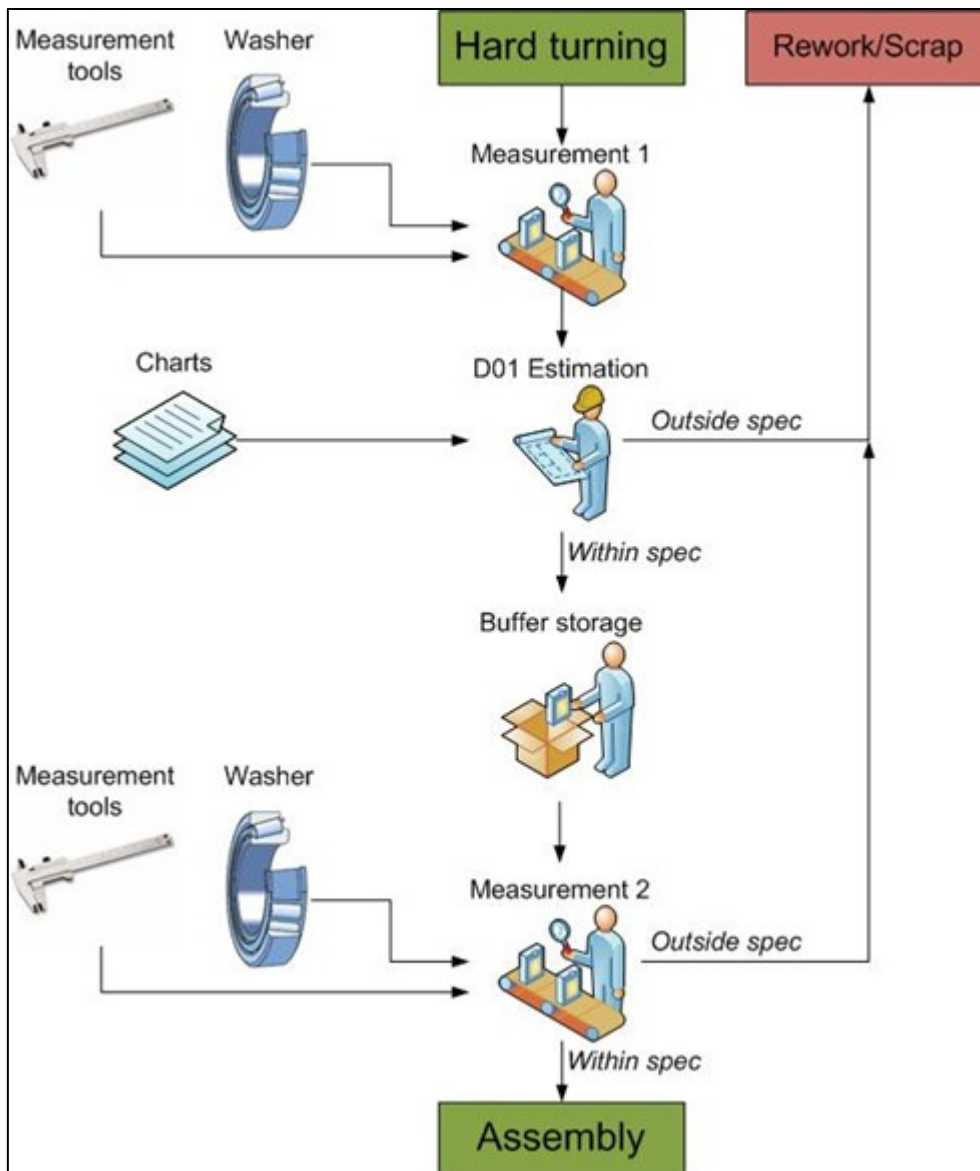 Measurement
tools
Washer
Hard turning
Rework/Scrap
Measurement 1
Charts
D01 Estimation
Outside spec
Within spec
Buffer storage
Measurement
tools
Washer
Measurement 2
Outside spec
Within spec
Assembly